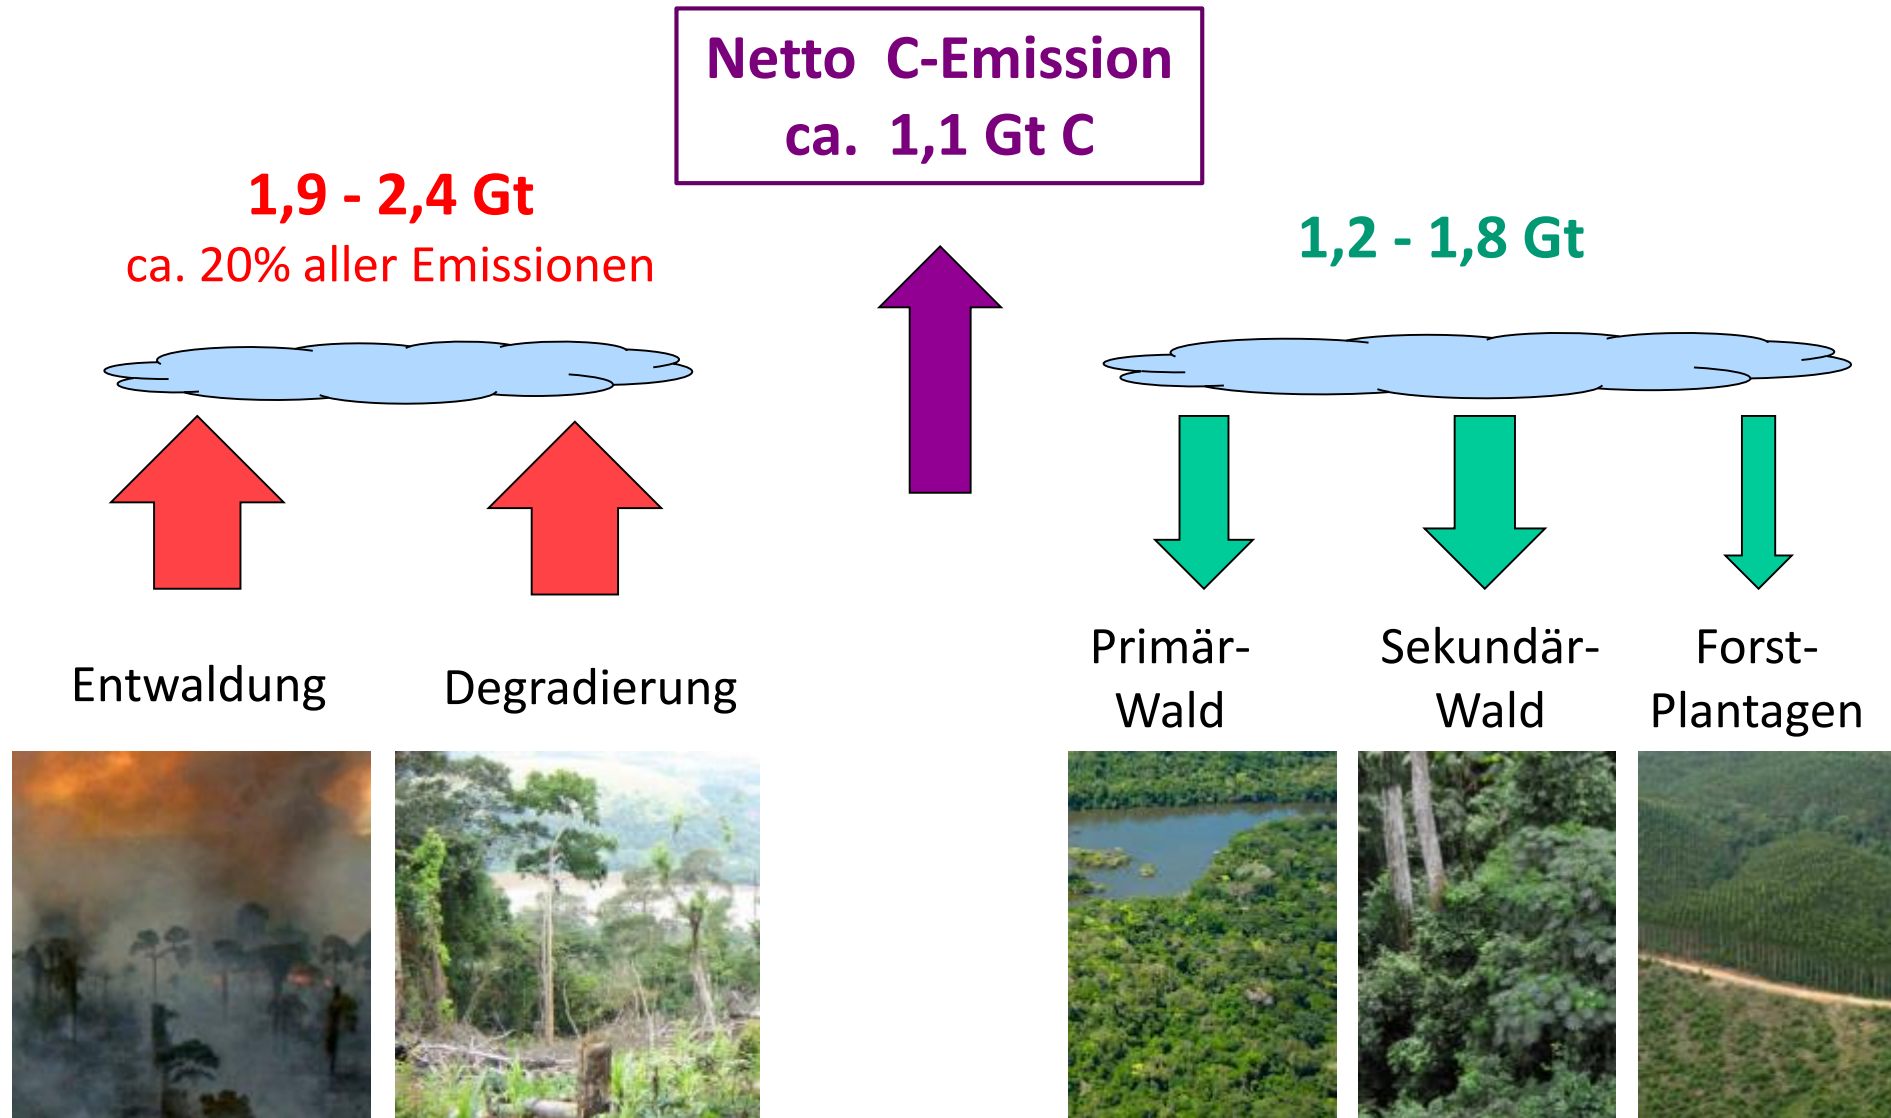 Netto C-Emission
ca. 1,1 Gt C
1,9 - 2,4 Gt
ca. 20% aller Emissionen
1,2 - 1,8 Gt
Entwaldung
Degradierung
Primär-
Wald
Sekundär-
Wald
Forst-
Plantagen